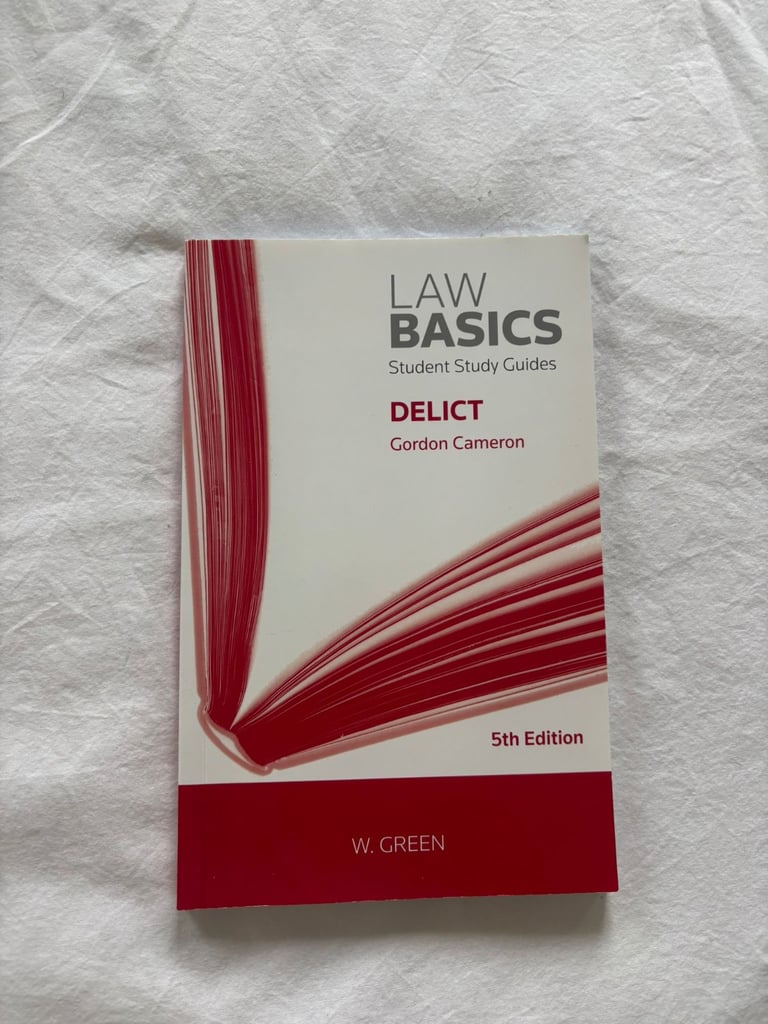 LAW
BASICS
Student Study Guides
DELICT
Gordon Cameron
5th Edition
W. GREEN